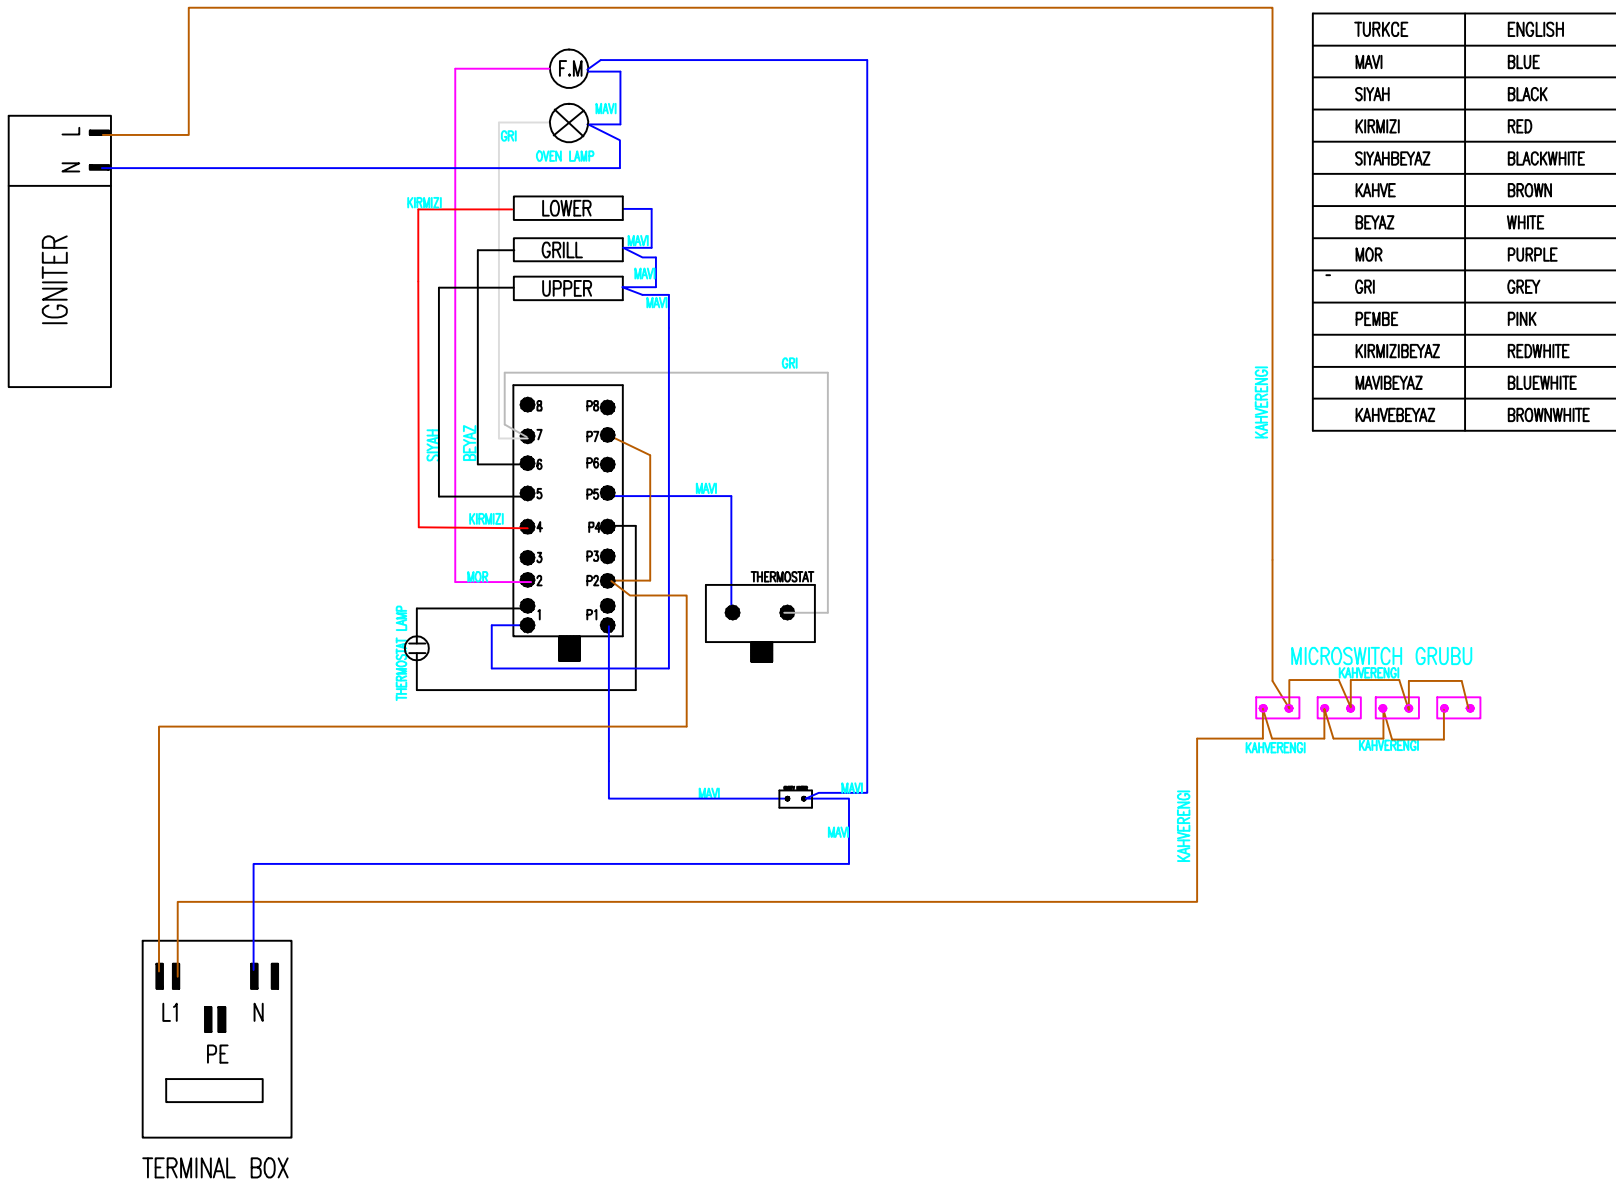 TURKCE ENGLISH
MAVI BLUE
SIYAH BLACK
KIRMIZI RED
SIYAHBEYAZ BLACKWHITE
KAHVE BROWN
BEYAZ WHITE
MOR PURPLE
GRI GREY
PEMBE PINK
KIRMIZIBEYAZ REDWHITE
MAVIBEYAZ BLUEWHITE
KAHVEBEYAZ BROWNWHITE
F.M
MAVI
GRI
OVEN LAMP
L
N
IGNITER
KIRMIZI
LOWER
MAVI
GRILL
MAVI
UPPER
MAVI
GRI
KAHVERENGI
SIYAH
BEYAZ
8 P8
7 P7
6 P6
5 P5
MAVI
KIRMIZI
4 P4
3 P3
MOR
2 P2
1 P1
THERMOSTAT
THERMOSTAT LAMP
MICROSWITCH GRUBU
KAHVERENGI
KAHVERENGI
KAHVERENGI
KAHVERENGI
MAVI
MAVI
MAVI
L1 N
PE
TERMINAL BOX